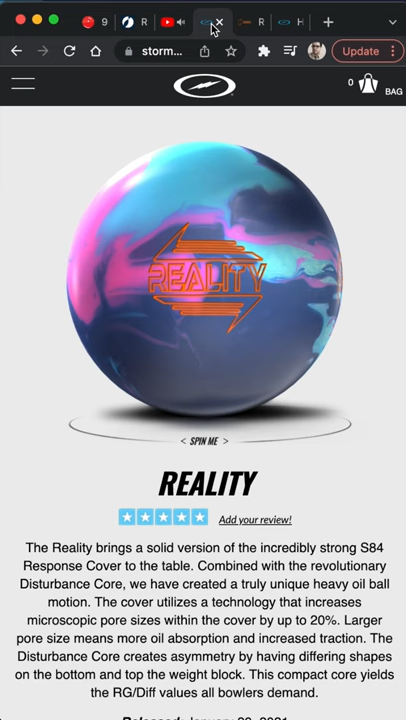 9
R
R
H
storm...
Update
0
BAG
REALITY
< SPIN ME >
REALITY
Add your review!
The Reality brings a solid version of the incredibly strong S84
Response Cover to the table. Combined with the revolutionary
Disturbance Core, we have created a truly unique heavy oil ball
motion. The cover utilizes a technology that increases
microscopic pore sizes within the cover by up to 20%. Larger
pore size means more oil absorption and increased traction. The
Disturbance Core creates asymmetry by having differing shapes
on the bottom and top the weight block. This compact core yields
the RG/Diff values all bowlers demand.